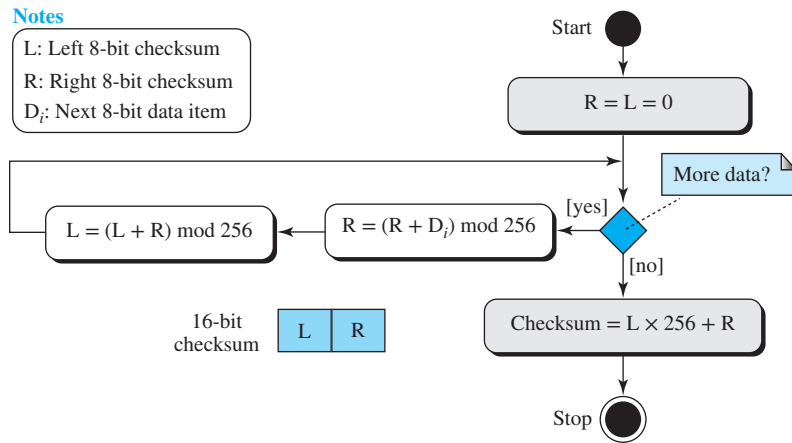 Notes
L: Left 8-bit checksum
R: Right 8-bit checksum
Dᵢ: Next 8-bit data item
Start
R = L = 0
More data?
[yes]
L = (L + R) mod 256
R = (R + Dᵢ) mod 256
[no]
16-bit
checksum
L
R
Checksum = L × 256 + R
Stop